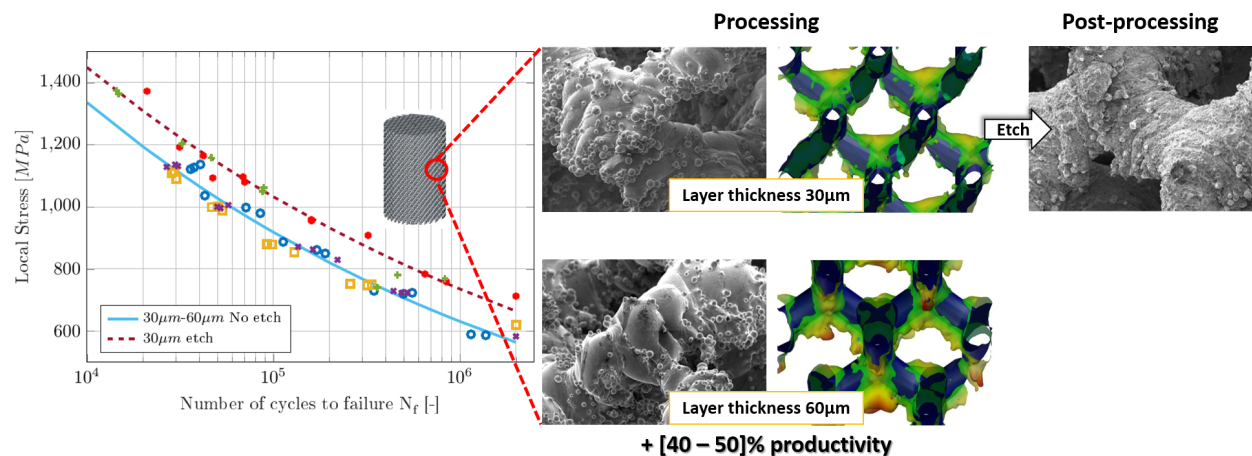 Processing
Post-processing
1,400
1,200
1,000
800
600
Local Stress [MPa]
30μm-60μm No etch
30μm etch
10^4
10^5
10^6
Number of cycles to failure N_f [-]
Layer thickness 30μm
Etch
Layer thickness 60μm
+ [40 – 50]% productivity